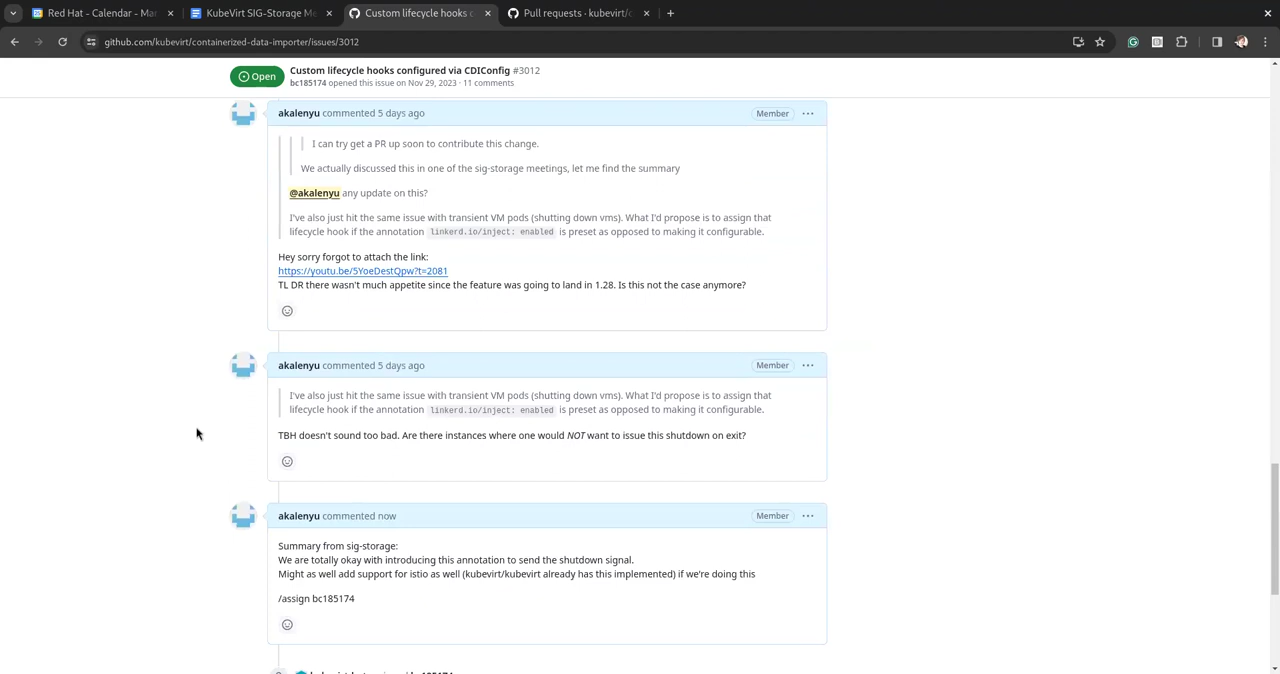 Red Hat - Calendar - Ma
KubeVirt SIG-Storage Me
Custom lifecycle hooks c
Pull requests · kubevirt/c
github.com/kubevirt/containerized-data-importer/issues/3012
Open
Custom lifecycle hooks configured via CDIConfig #3012
bc185174 opened this issue on Nov 29, 2023 · 11 comments
akalenyu commented 5 days ago
Member
I can try get a PR up soon to contribute this change.
We actually discussed this in one of the sig-storage meetings, let me find the summary
@akalenyu any update on this?
I've also just hit the same issue with transient VM pods (shutting down vms). What I'd propose is to assign that
lifecycle hook if the annotation linkerd.io/inject: enabled is preset as opposed to making it configurable.
Hey sorry forgot to attach the link:
https://youtu.be/5YoeDestQpw?t=2081
TL DR there wasn't much appetite since the feature was going to land in 1.28. Is this not the case anymore?
akalenyu commented 5 days ago
Member
I've also just hit the same issue with transient VM pods (shutting down vms). What I'd propose is to assign that
lifecycle hook if the annotation linkerd.io/inject: enabled is preset as opposed to making it configurable.
TBH doesn't sound too bad. Are there instances where one would NOT want to issue this shutdown on exit?
akalenyu commented now
Member
Summary from sig-storage:
We are totally okay with introducing this annotation to send the shutdown signal.
Might as well add support for istio as well (kubevirt/kubevirt already has this implemented) if we're doing this
/assign bc185174